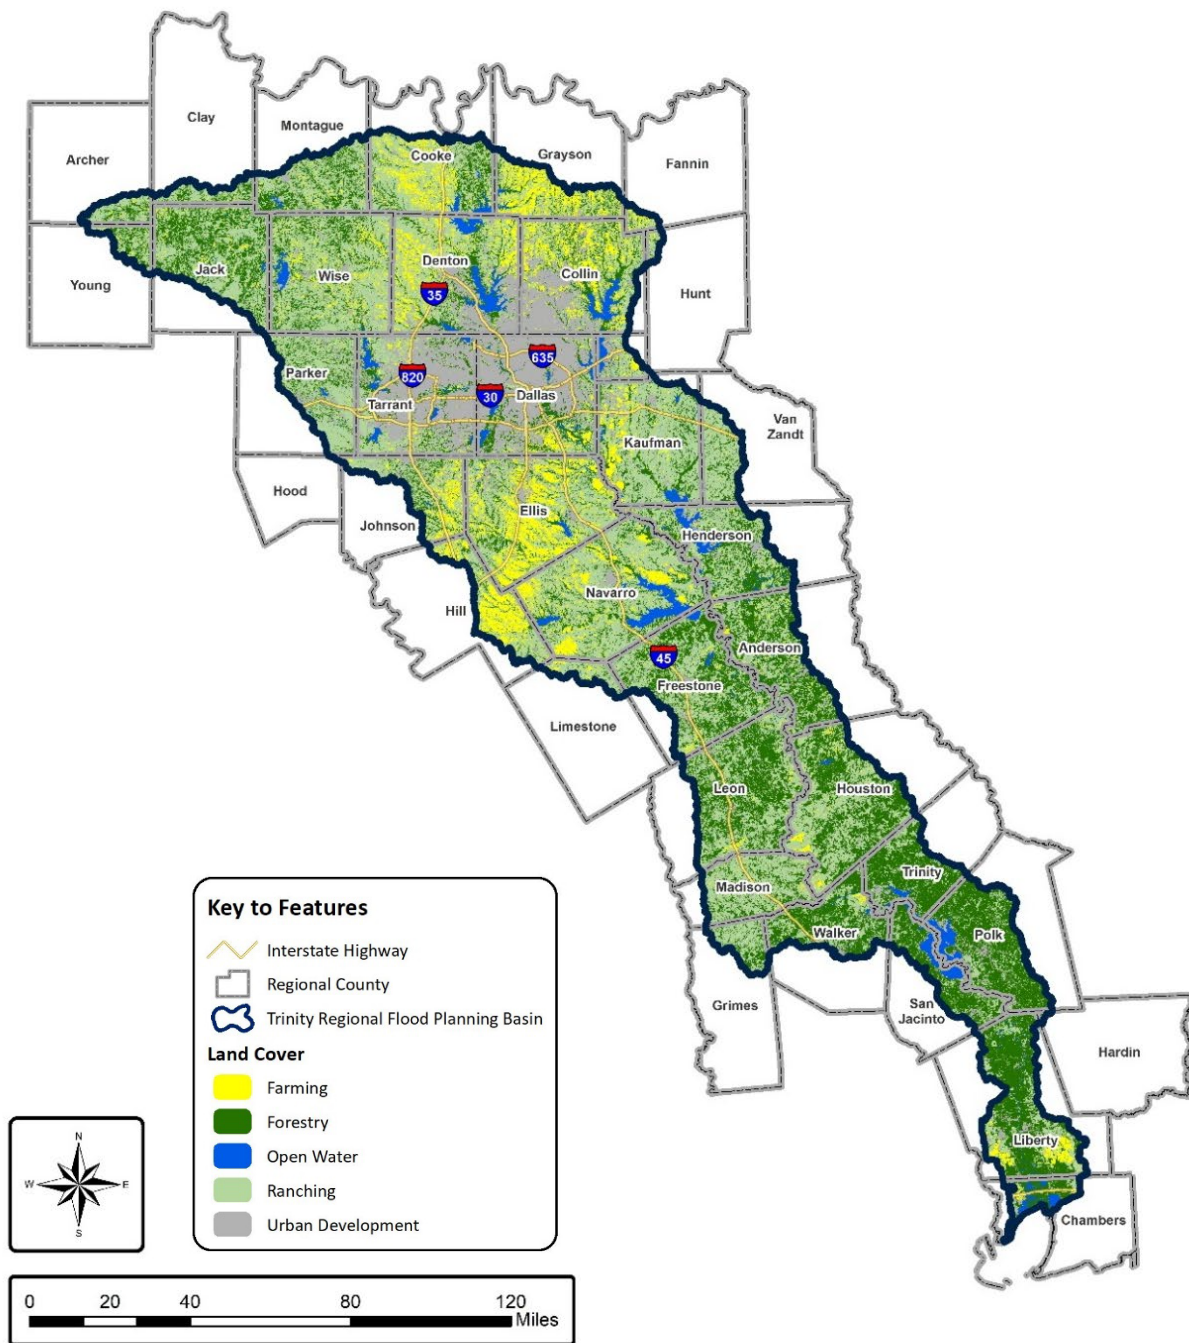 Clay
Montague
Archer
Cooke
Grayson
Fannin
Jack
Young
Wise
Denton
Collin
Hunt
35
635
Parker
820
30
Tarrant
Dallas
Van
Zandt
Kaufman
Hood
Johnson
Ellis
Henderson
Hill
Navarro
45
Anderson
Freestone
Limestone
Leon
Houston
Madison
Trinity
Walker
Polk
Grimes
San
Jacinto
Hardin
Liberty
Chambers
Key to Features
Interstate Highway
Regional County
Trinity Regional Flood Planning Basin
Land Cover
Farming
Forestry
Open Water
Ranching
Urban Development
N
W E
S
0 20 40 80 120
Miles